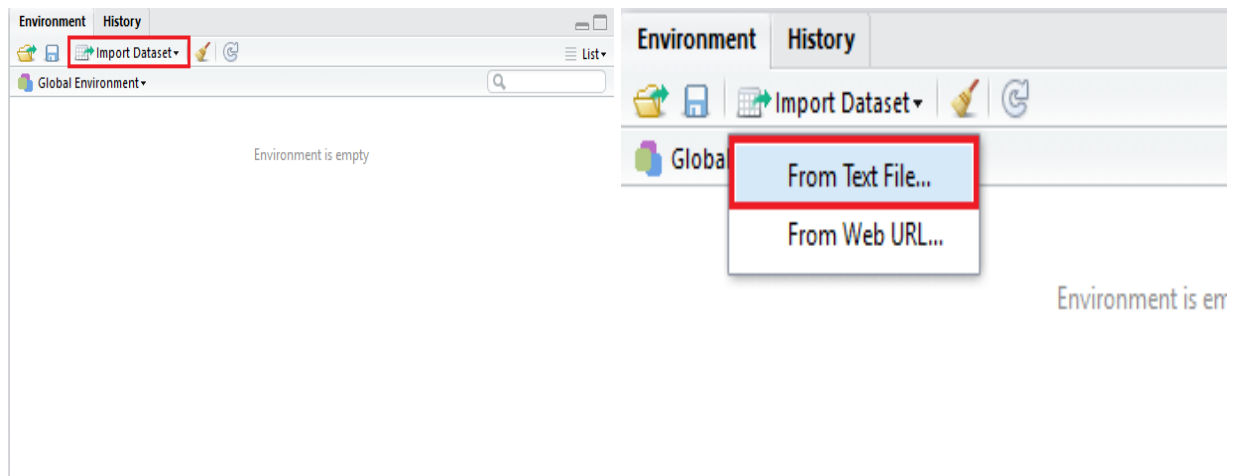 Environment History
Import Dataset
List
Global Environment
Environment is empty
Environment History
Import Dataset
Global
From Text File...
From Web URL...
Environment is em